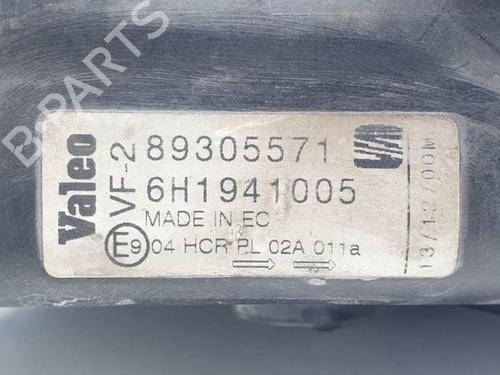 B-PARTS
Valeo
VF-2
89305571
6H1941005
MADE IN EC
E9 04 HCR PL 02A 011a
13/12/00M